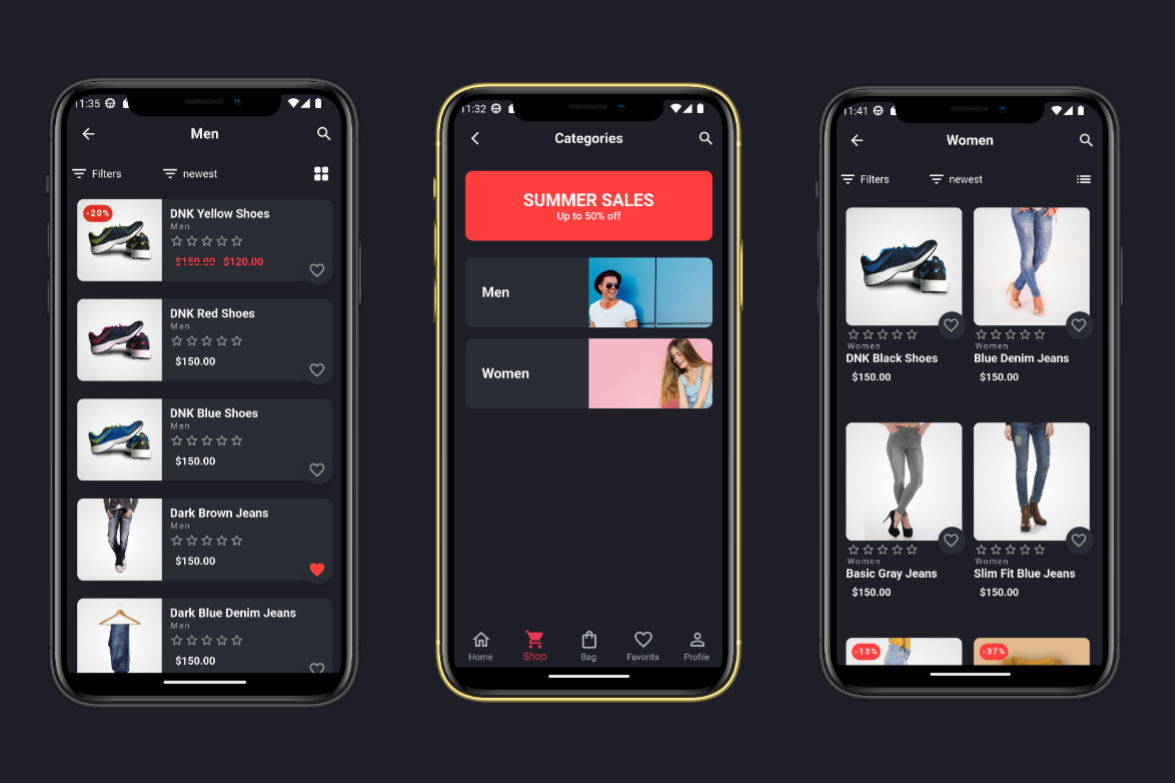 11:35
Men
Filters
newest
-20%
DNK Yellow Shoes
Men
$150.00 $120.00
DNK Red Shoes
Men
$150.00
DNK Blue Shoes
Men
$150.00
Dark Brown Jeans
Men
$150.00
Dark Blue Denim Jeans
Men
$150.00
11:32
Categories
SUMMER SALES
Up to 50% off
Men
Women
Home
Shop
Bag
Favorits
Profile
11:41
Women
Filters
newest
Women
DNK Black Shoes
$150.00
Women
Blue Denim Jeans
$150.00
Women
Basic Gray Jeans
$150.00
Women
Slim Fit Blue Jeans
$150.00
-13%
-37%